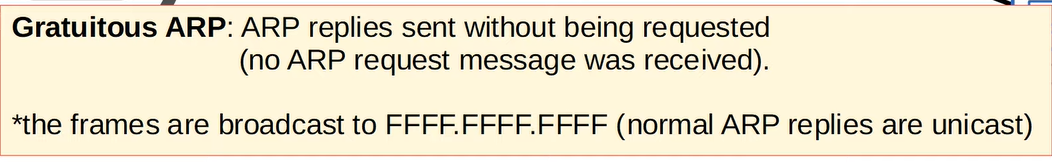 Gratuitous ARP: ARP replies sent without being requested
(no ARP request message was received).
*the frames are broadcast to FFFF.FFFF.FFFF (normal ARP replies are unicast)